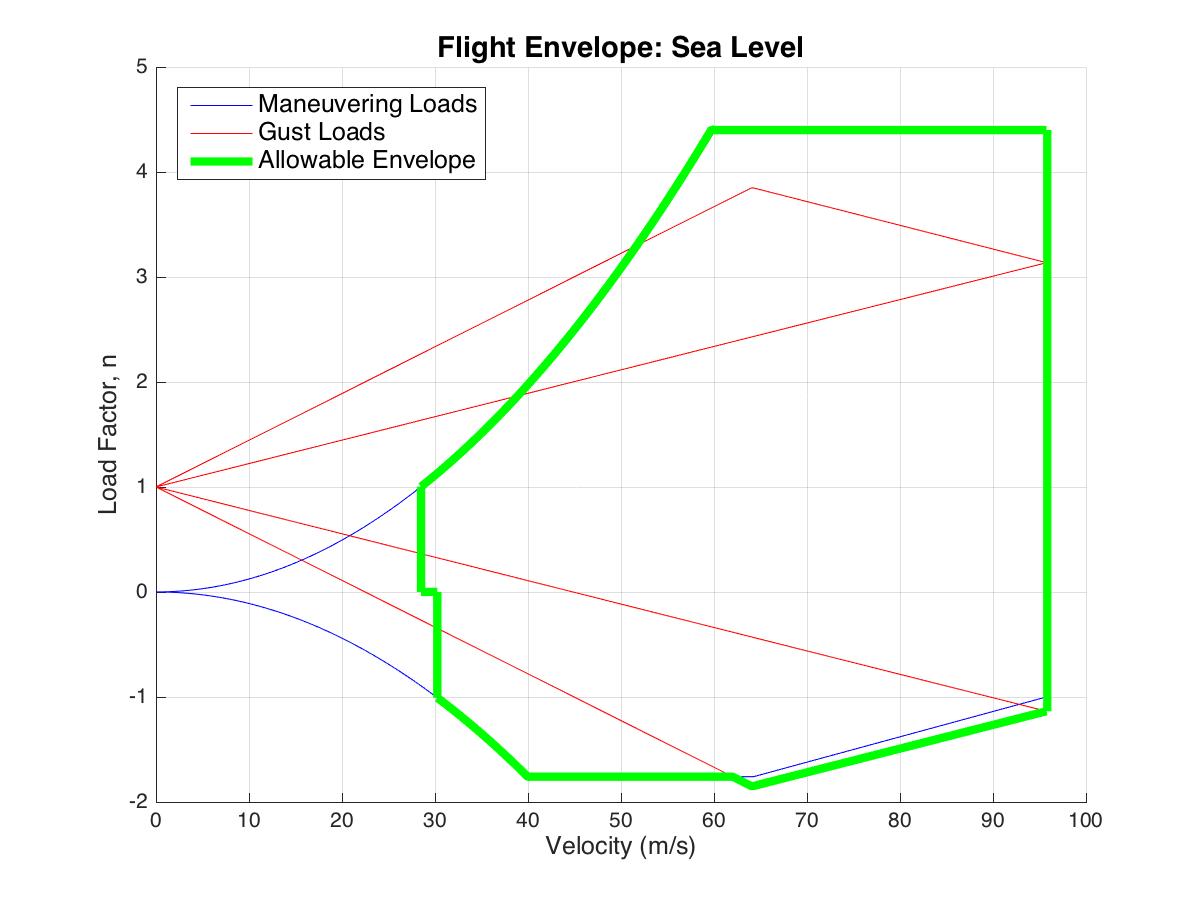 Flight Envelope: Sea Level
5
4
3
2
1
0
-1
-2
Load Factor, n
Maneuvering Loads
Gust Loads
Allowable Envelope
0 10 20 30 40 50 60 70 80 90 100
Velocity (m/s)